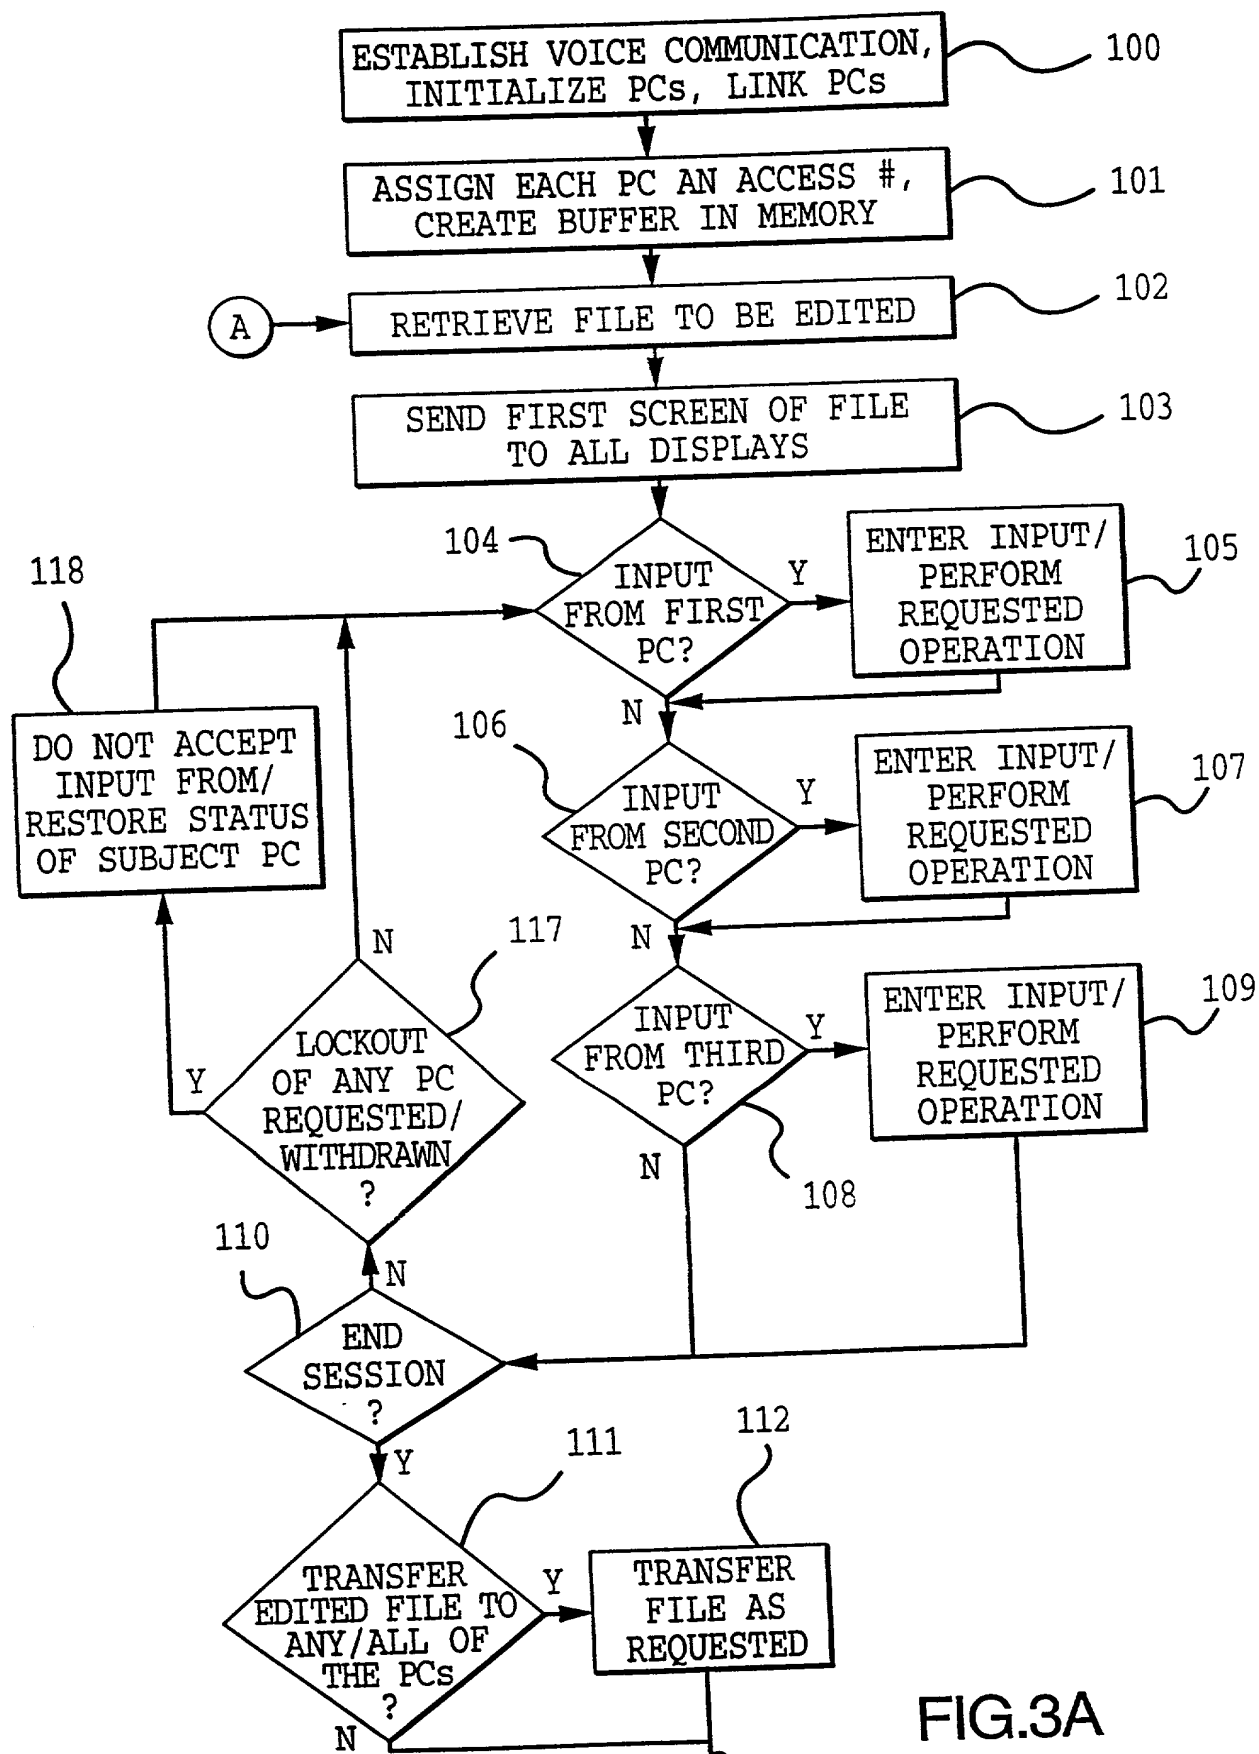 ESTABLISH VOICE COMMUNICATION,
INITIALIZE PCs, LINK PCs
100
ASSIGN EACH PC AN ACCESS #,
CREATE BUFFER IN MEMORY
101
A
RETRIEVE FILE TO BE EDITED
102
SEND FIRST SCREEN OF FILE
TO ALL DISPLAYS
103
104
INPUT
FROM FIRST
PC?
Y
N
ENTER INPUT/
PERFORM
REQUESTED
OPERATION
105
118
DO NOT ACCEPT
INPUT FROM/
RESTORE STATUS
OF SUBJECT PC
106
INPUT
FROM SECOND
PC?
Y
N
ENTER INPUT/
PERFORM
REQUESTED
OPERATION
107
117
N
LOCKOUT
OF ANY PC
REQUESTED/
WITHDRAWN
?
Y
INPUT
FROM THIRD
PC?
Y
N
108
ENTER INPUT/
PERFORM
REQUESTED
OPERATION
109
110
N
END
SESSION
?
Y
111
TRANSFER
EDITED FILE TO
ANY/ALL OF
THE PCs
?
Y
N
112
TRANSFER
FILE AS
REQUESTED
FIG.3A